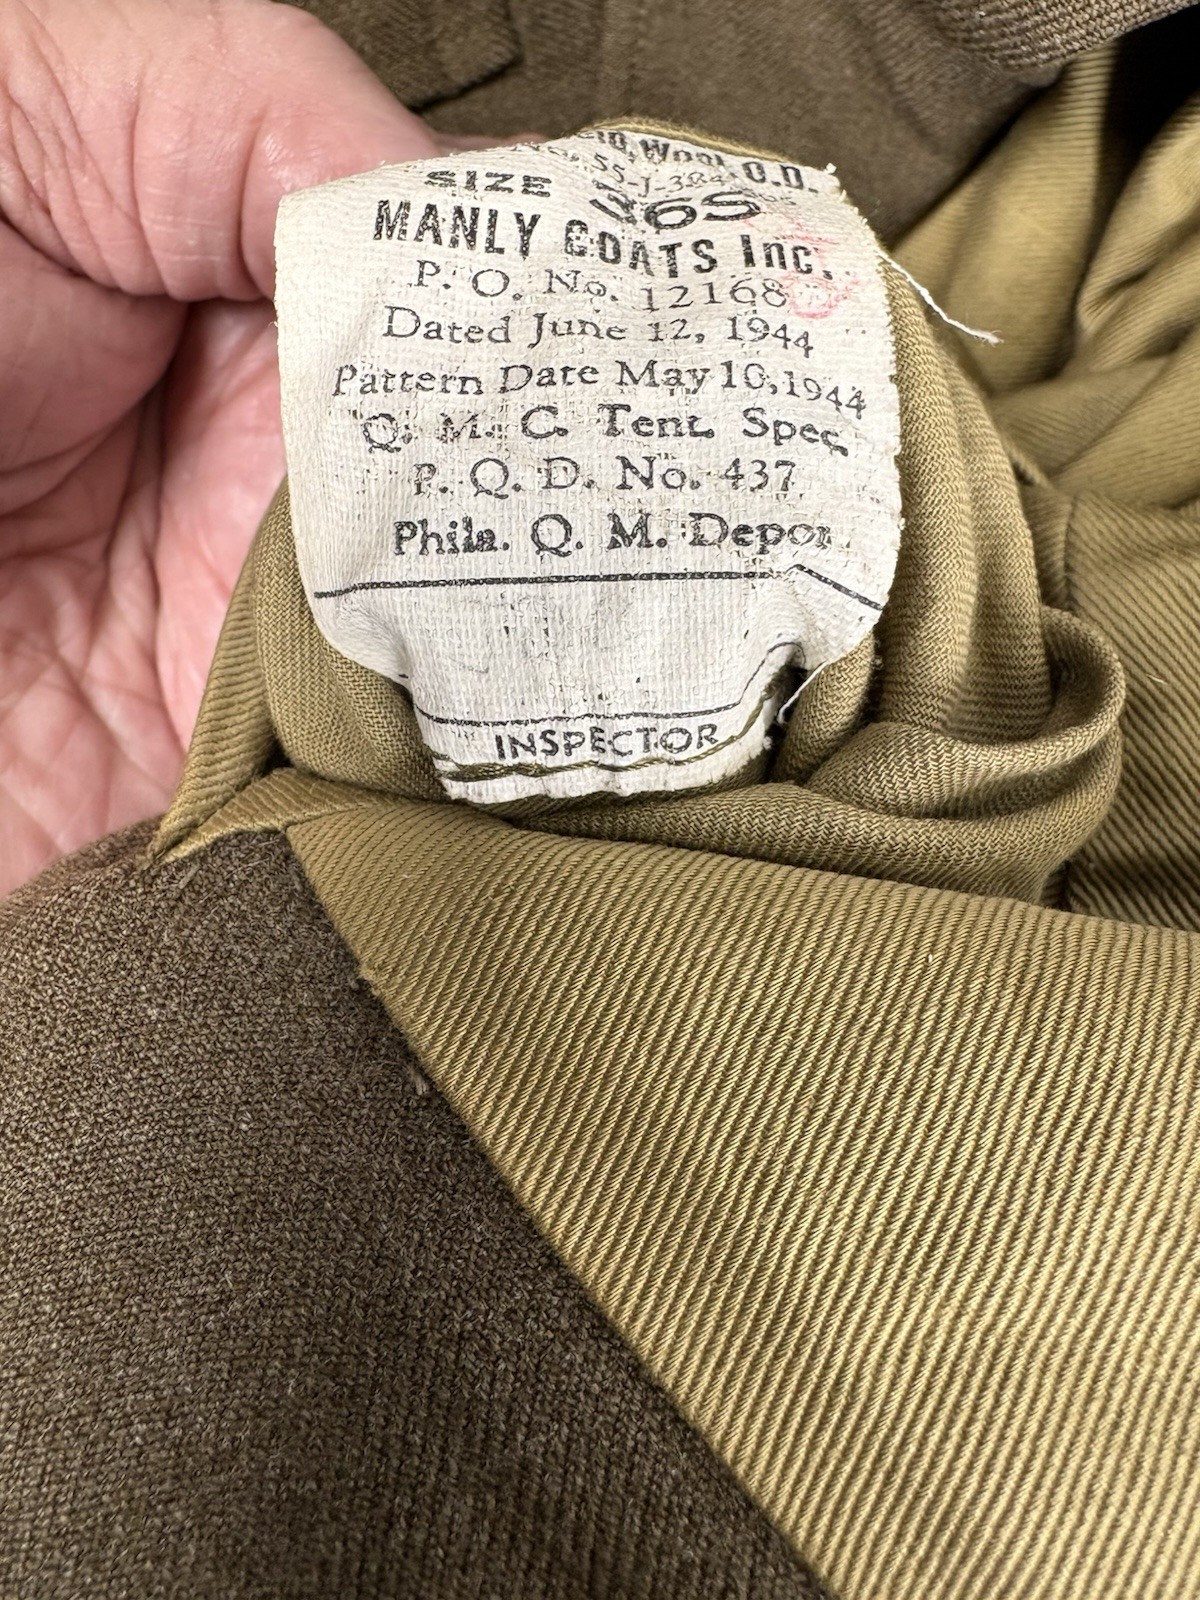 Wool O.D.
SIZE 36S
MANLY COATS Inc.
P. O. No. 12168
Dated June 12, 1944
Pattern Date May 10, 1944
Q. M. C. Tent. Spec.
P. Q. D. No. 437
Phila. Q. M. Depot
INSPECTOR